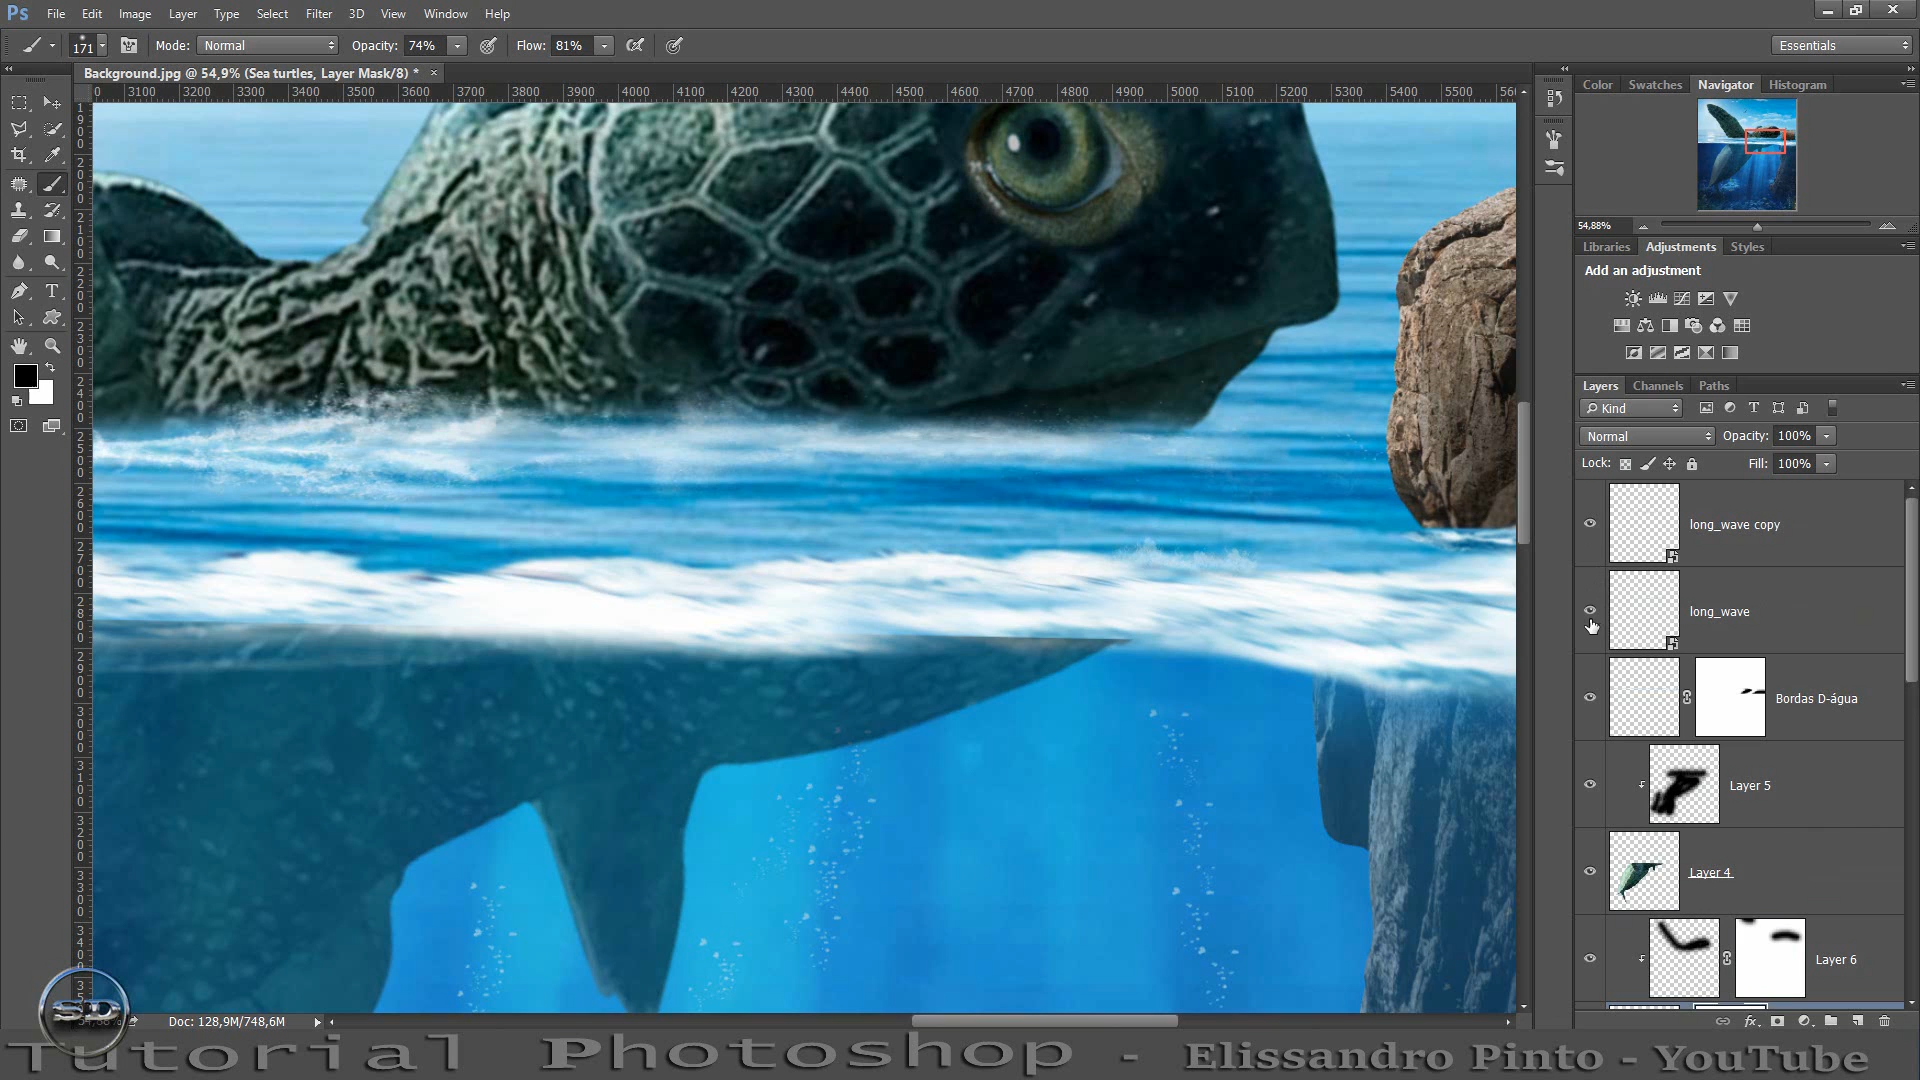 Ps File Edit Image Layer Type Select Filter 3D View Window Help
171 Mode: Normal Opacity: 74% Flow: 81% Essentials
Background.jpg @ 54,9% (Sea turtles, Layer Mask/8) * ×
0 3100 3200 3300 3400 3500 3600 3700 3800 3900 4000 4100 4200 4300 4400 4500 4600 4700 4800 4900 5000 5100 5200 5300 5400 5500 560
Color Swatches Navigator Histogram
54,88%
Libraries Adjustments Styles
Add an adjustment
Layers Channels Paths
Kind
Normal Opacity: 100%
Lock: Fill: 100%
long_wave copy
long_wave
Bordas D-água
Layer 5
Layer 4
Layer 6
SD
Doc: 128,9M/748,6M
Tutorial Photoshop - Elissandro Pinto - YouTube